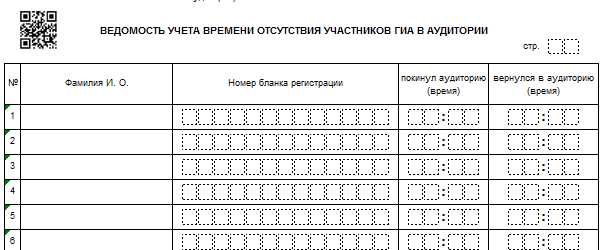 ВЕДОМОСТЬ УЧЕТА ВРЕМЕНИ ОТСУТСТВИЯ УЧАСТНИКОВ ГИА В АУДИТОРИИ
стр.
№ Фамилия И. О. Номер бланка регистрации покинул аудиторию (время) вернулся в аудиторию (время)
1 : :
2 : :
3 : :
4 : :
5 : :
6 : :